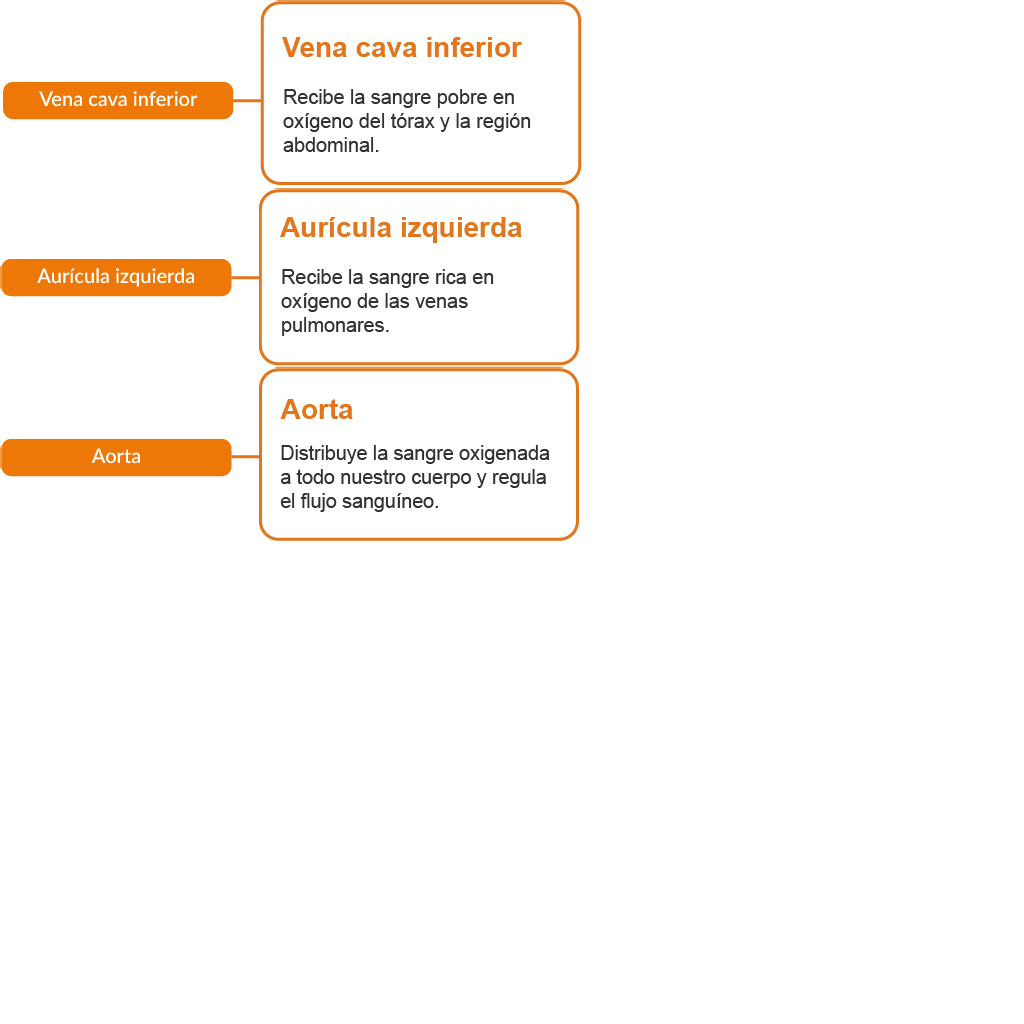 Vena cava inferior
Vena cava inferior
Recibe la sangre pobre en
oxígeno del tórax y la región
abdominal.
Aurícula izquierda
Aurícula izquierda
Recibe la sangre rica en
oxígeno de las venas
pulmonares.
Aorta
Aorta
Distribuye la sangre oxigenada
a todo nuestro cuerpo y regula
el flujo sanguíneo.